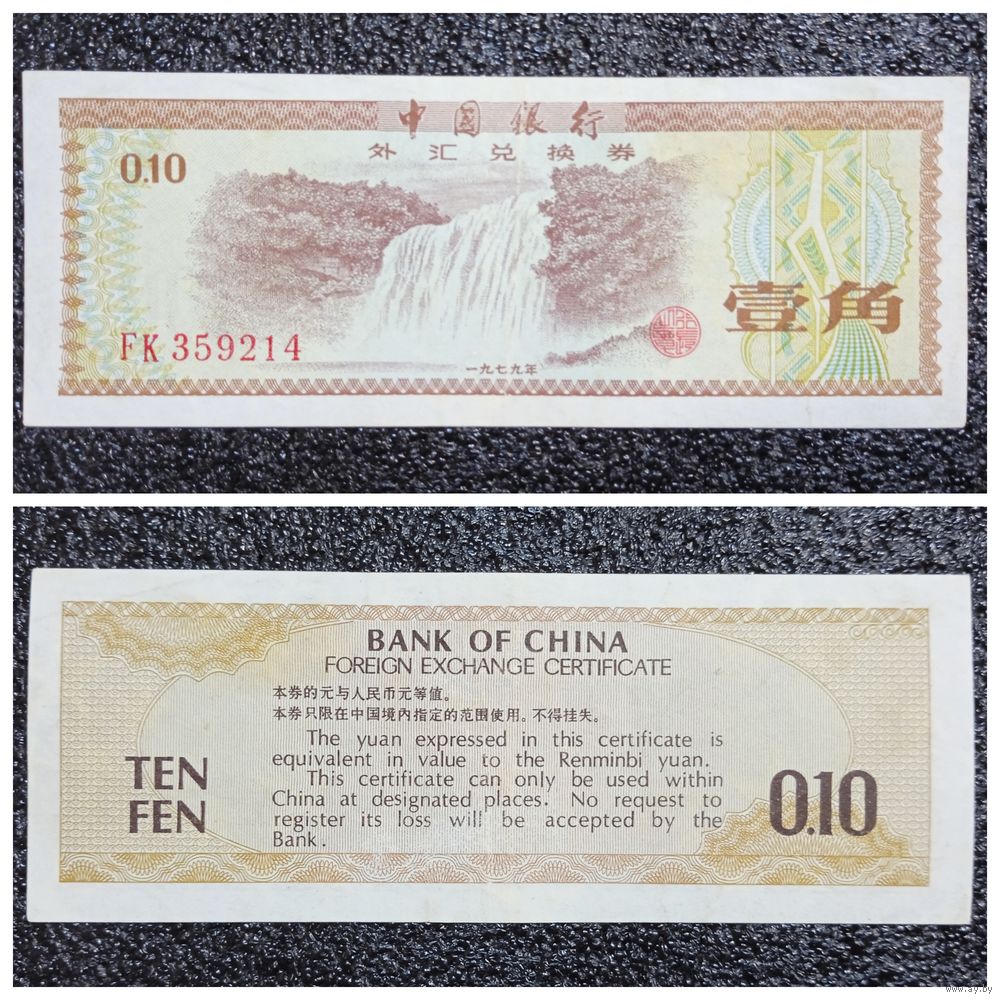 中国银行
外汇兑换券
0.10
壹角
FK 359214
一九七九年
BANK OF CHINA
FOREIGN EXCHANGE CERTIFICATE
本券的元与人民币元等值。
本券只限在中国境内指定的范围使用。不得挂失。
The yuan expressed in this certificate is
equivalent in value to the Renminbi yuan.
This certificate can only be used within
China at designated places. No request to
register its loss will be accepted by the
Bank.
TEN
FEN
0.10
www.ay.by